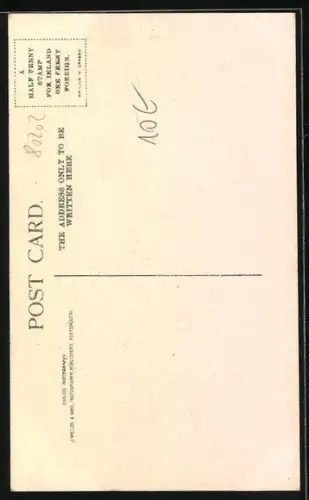 POST CARD.
A
HALF PENNY
STAMP
FOR INLAND
ONE PENNY
FOREIGN.
THE ADDRESS ONLY TO BE
WRITTEN HERE
10€
80202